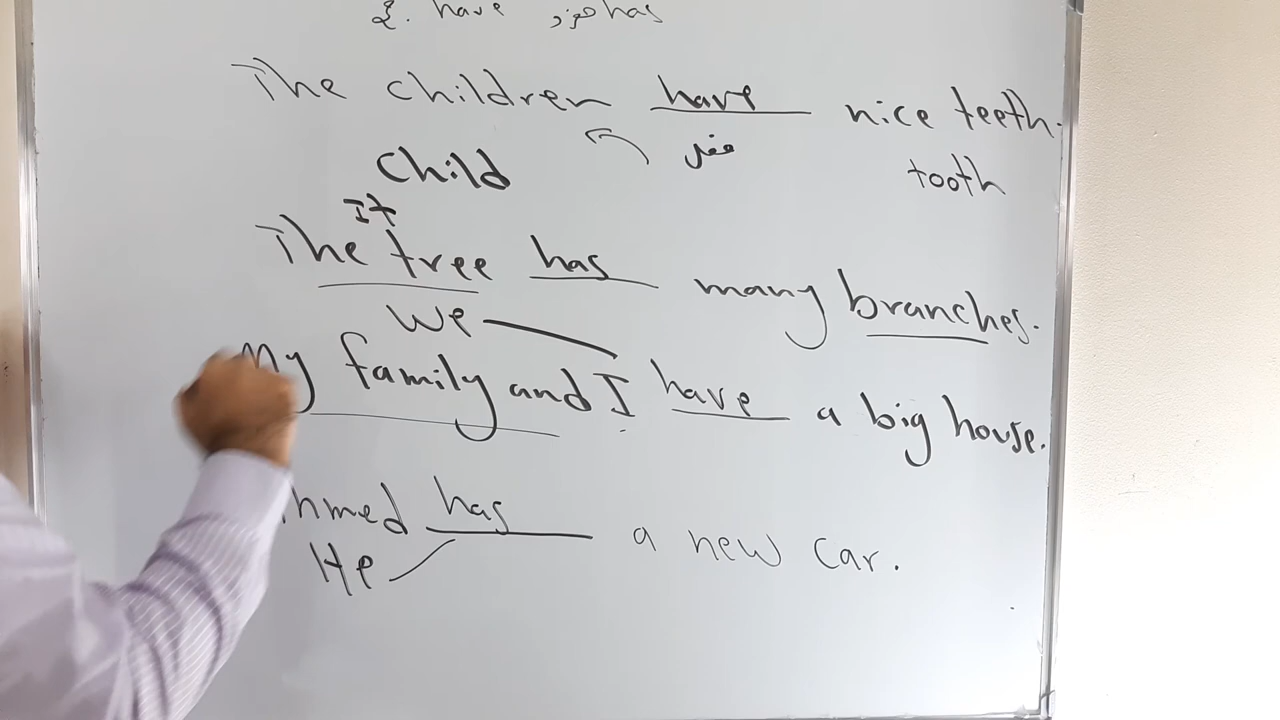 have has
The children have nice teeth.
child tooth
It
The tree has many branches.
We
My family and I have a big house.
hmed has a new car.
He